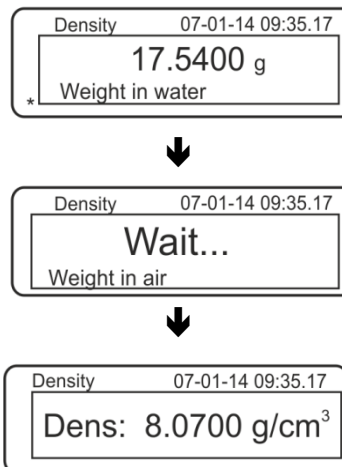 Density 07-01-14 09:35.17
17.5400 g
* Weight in water
Density 07-01-14 09:35.17
Wait...
Weight in air
Density 07-01-14 09:35.17
Dens: 8.0700 g/cm³